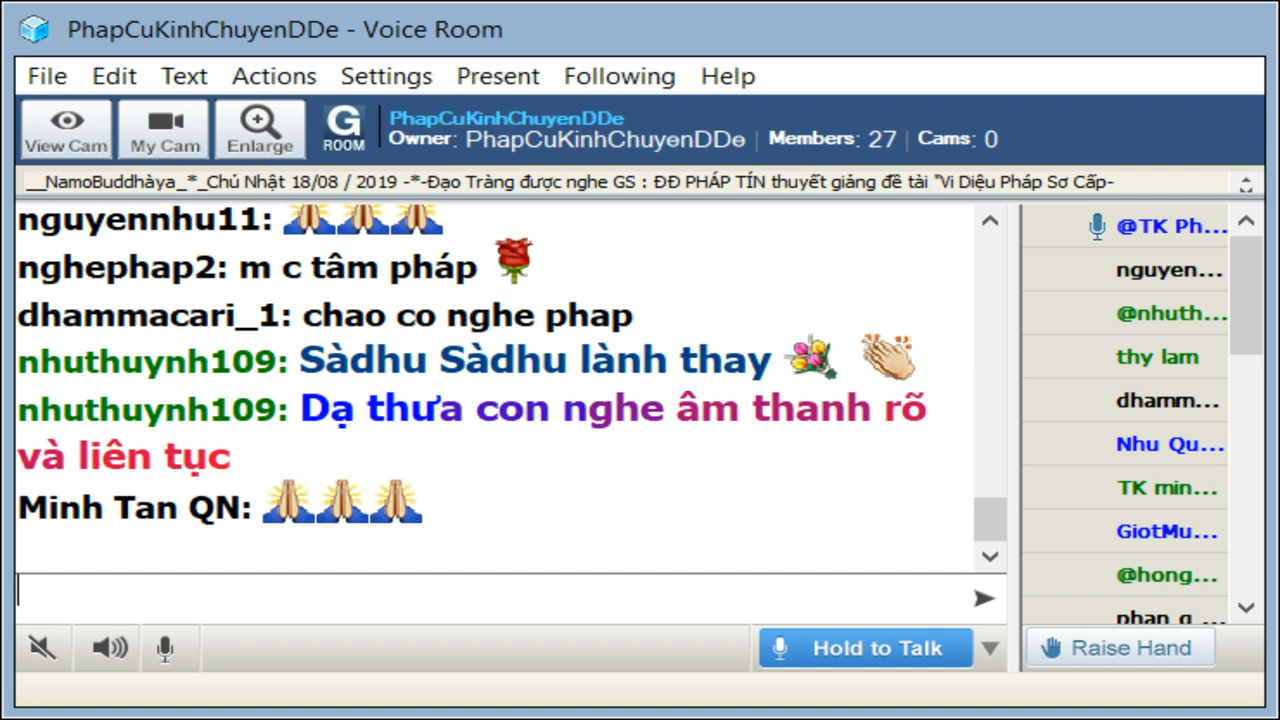 PhapCuKinhChuyenDDe - Voice Room
File Edit Text Actions Settings Present Following Help
View Cam My Cam Enlarge G ROOM
PhapCuKinhChuyenDDe
Owner: PhapCuKinhChuyenDDe | Members: 27 | Cams: 0
__NamoBuddhàya_*_Chủ Nhật 18/08 / 2019 -*-Đạo Tràng được nghe GS : ĐĐ PHÁP TÍN thuyết giảng đề tài "Vi Diệu Pháp Sơ Cấp-
nguyennhu11: 🙏🙏🙏
nghephap2: m c tâm pháp 🌹
dhammacari_1: chao co nghe phap
nhuthuynh109: Sàdhu Sàdhu lành thay 💐 👏
nhuthuynh109: Dạ thưa con nghe âm thanh rõ
và liên tục
Minh Tan QN: 🙏🙏🙏
@TK Ph...
nguyen...
@nhuth...
thy lam
dhamm...
Nhu Qu...
TK min...
GiotMu...
@hong...
phan q ...
Hold to Talk
Raise Hand